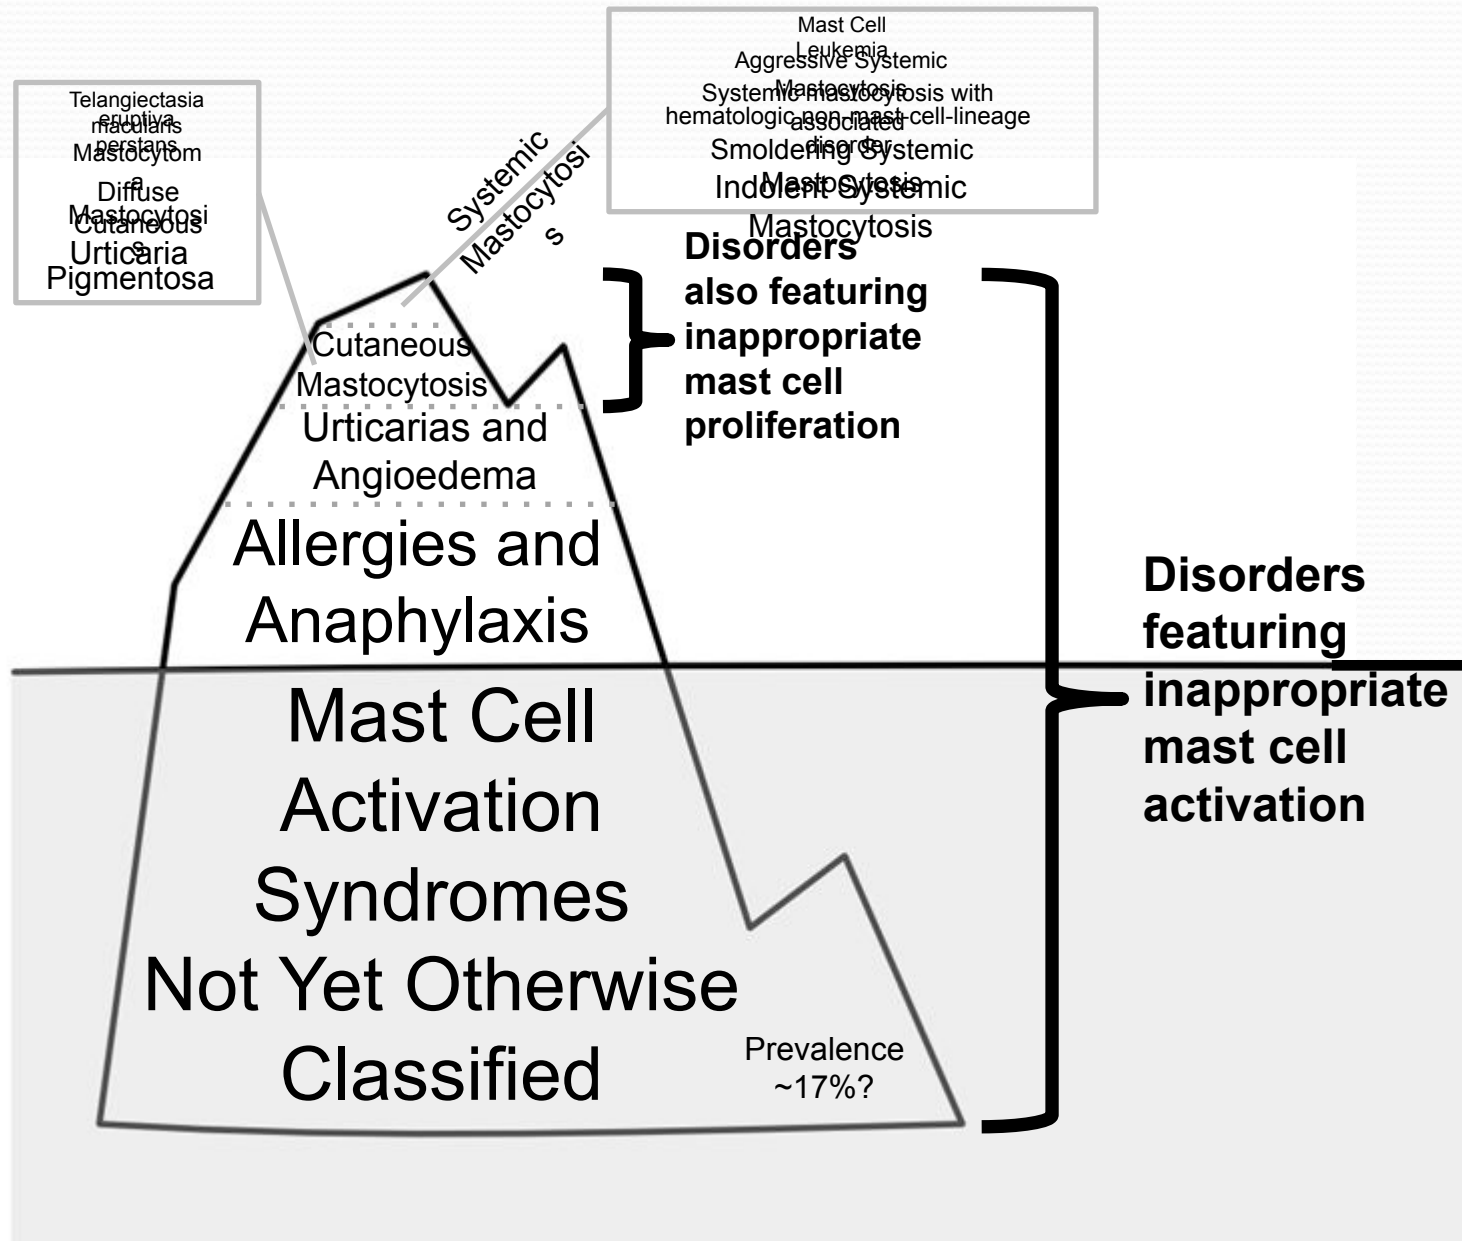 Mast Cell
Leukemia
Aggressive Systemic
Mastocytosis
Systemic mastocytosis with
associated
hematologic non-mast-cell-lineage
disorder
Smoldering Systemic
Mastocytosis
Indolent Systemic
Mastocytosis
Telangiectasia
eruptiva
macularis
perstans
Mastocytom
a
Diffuse
Cutaneous
Mastocytosi
s
Urticaria
Pigmentosa
Systemic
Mastocytosi
s
Disorders
also featuring
inappropriate
mast cell
proliferation
Cutaneous
Mastocytosis
Urticarias and
Angioedema
Allergies and
Anaphylaxis
Mast Cell
Activation
Syndromes
Not Yet Otherwise
Classified
Prevalence
~17%?
Disorders
featuring
inappropriate
mast cell
activation